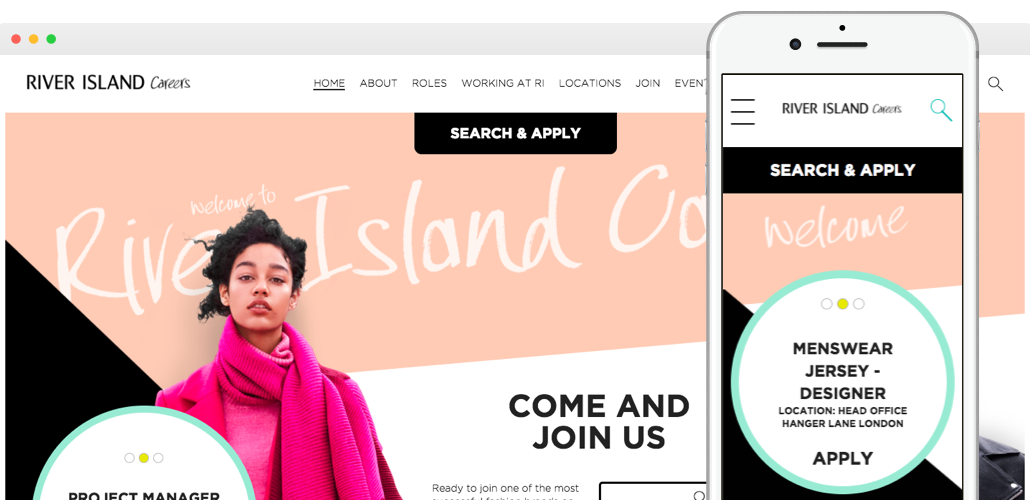 RIVER ISLAND Careers
HOME ABOUT ROLES WORKING AT RI LOCATIONS JOIN EVENT
SEARCH & APPLY
welcome to
River Island Ca
COME AND
JOIN US
Ready to join one of the most
successful fashion brands on
PROJECT MANAGER
RIVER ISLAND Careers
SEARCH & APPLY
Welcome
MENSWEAR
JERSEY -
DESIGNER
LOCATION: HEAD OFFICE
HANGER LANE LONDON
APPLY